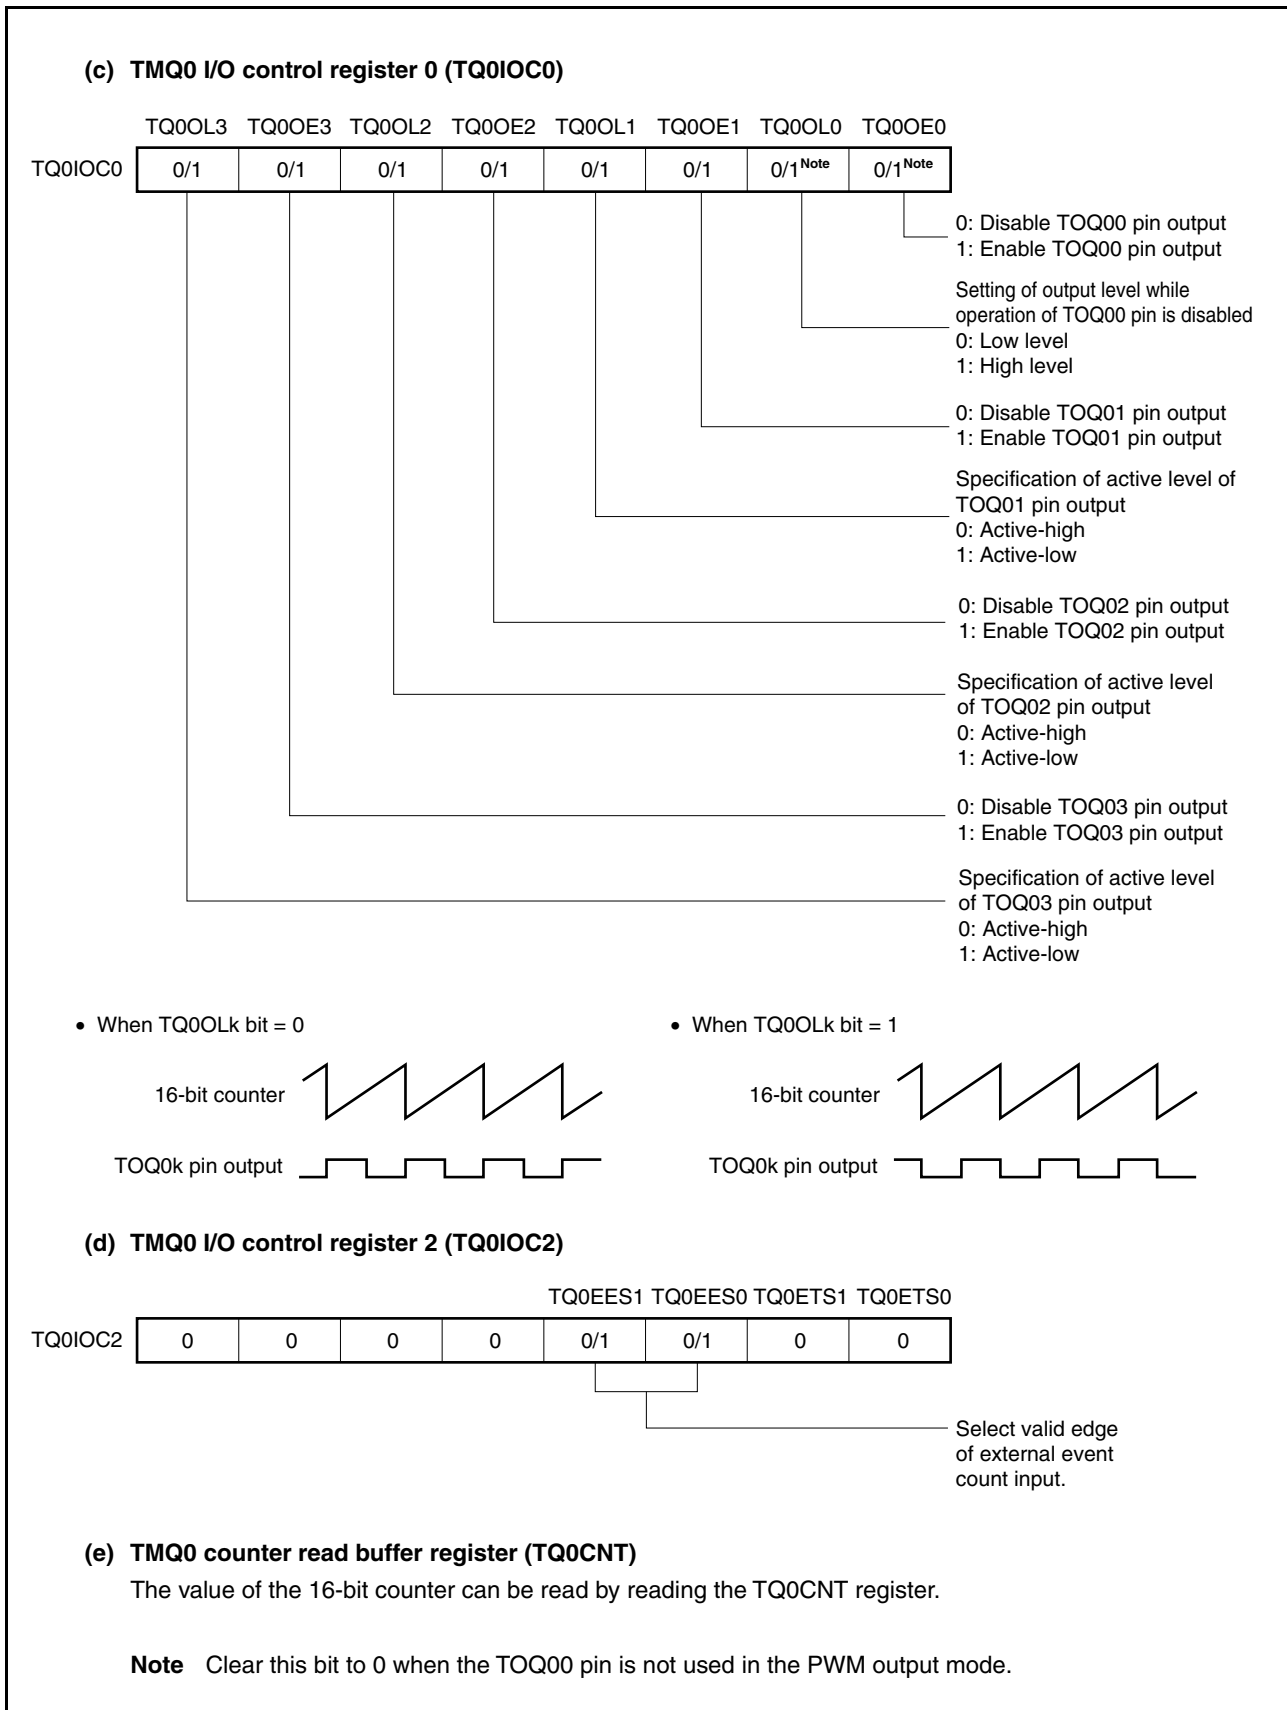 (c) TMQ0 I/O control register 0 (TQ0IOC0)
TQ0OL3 TQ0OE3 TQ0OL2 TQ0OE2 TQ0OL1 TQ0OE1 TQ0OL0 TQ0OE0
TQ0IOC0 0/1 0/1 0/1 0/1 0/1 0/1 0/1Note 0/1Note
0: Disable TOQ00 pin output
1: Enable TOQ00 pin output
Setting of output level while
operation of TOQ00 pin is disabled
0: Low level
1: High level
0: Disable TOQ01 pin output
1: Enable TOQ01 pin output
Specification of active level of
TOQ01 pin output
0: Active-high
1: Active-low
0: Disable TOQ02 pin output
1: Enable TOQ02 pin output
Specification of active level
of TOQ02 pin output
0: Active-high
1: Active-low
0: Disable TOQ03 pin output
1: Enable TOQ03 pin output
Specification of active level
of TOQ03 pin output
0: Active-high
1: Active-low
• When TQ0OLk bit = 0
16-bit counter
TOQ0k pin output
• When TQ0OLk bit = 1
16-bit counter
TOQ0k pin output
(d) TMQ0 I/O control register 2 (TQ0IOC2)
TQ0EES1 TQ0EES0 TQ0ETS1 TQ0ETS0
TQ0IOC2 0 0 0 0 0/1 0/1 0 0
Select valid edge
of external event
count input.
(e) TMQ0 counter read buffer register (TQ0CNT)
The value of the 16-bit counter can be read by reading the TQ0CNT register.
Note Clear this bit to 0 when the TOQ00 pin is not used in the PWM output mode.